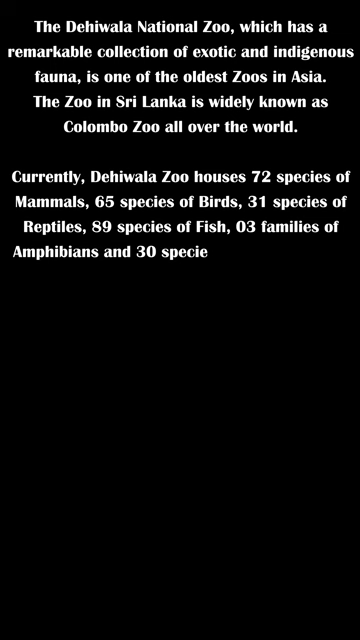 The Dehiwala National Zoo, which has a
remarkable collection of exotic and indigenous
fauna, is one of the oldest Zoos in Asia.
The Zoo in Sri Lanka is widely known as
Colombo Zoo all over the world.
Currently, Dehiwala Zoo houses 72 species of
Mammals, 65 species of Birds, 31 species of
Reptiles, 89 species of Fish, 03 families of
Amphibians and 30 specie